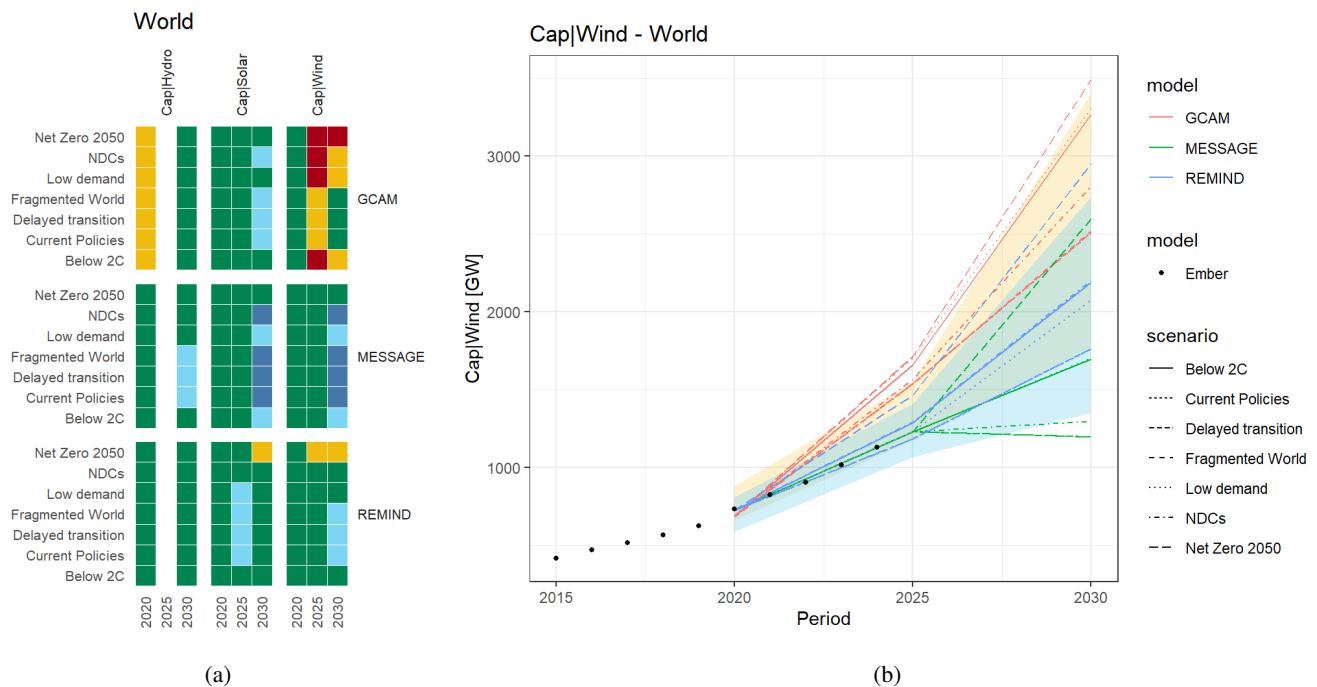 World
Cap|Hydro
Cap|Solar
Cap|Wind
Net Zero 2050
NDCs
Low demand
Fragmented World
Delayed transition
Current Policies
Below 2C
GCAM
Net Zero 2050
NDCs
Low demand
Fragmented World
Delayed transition
Current Policies
Below 2C
MESSAGE
Net Zero 2050
NDCs
Low demand
Fragmented World
Delayed transition
Current Policies
Below 2C
REMIND
2020
2025
2030
2020
2025
2030
2020
2025
2030
(a)
Cap|Wind - World
Cap|Wind [GW]
3000
2000
1000
2015
2020
2025
2030
Period
model
GCAM
MESSAGE
REMIND
model
Ember
scenario
Below 2C
Current Policies
Delayed transition
Fragmented World
Low demand
NDCs
Net Zero 2050
(b)